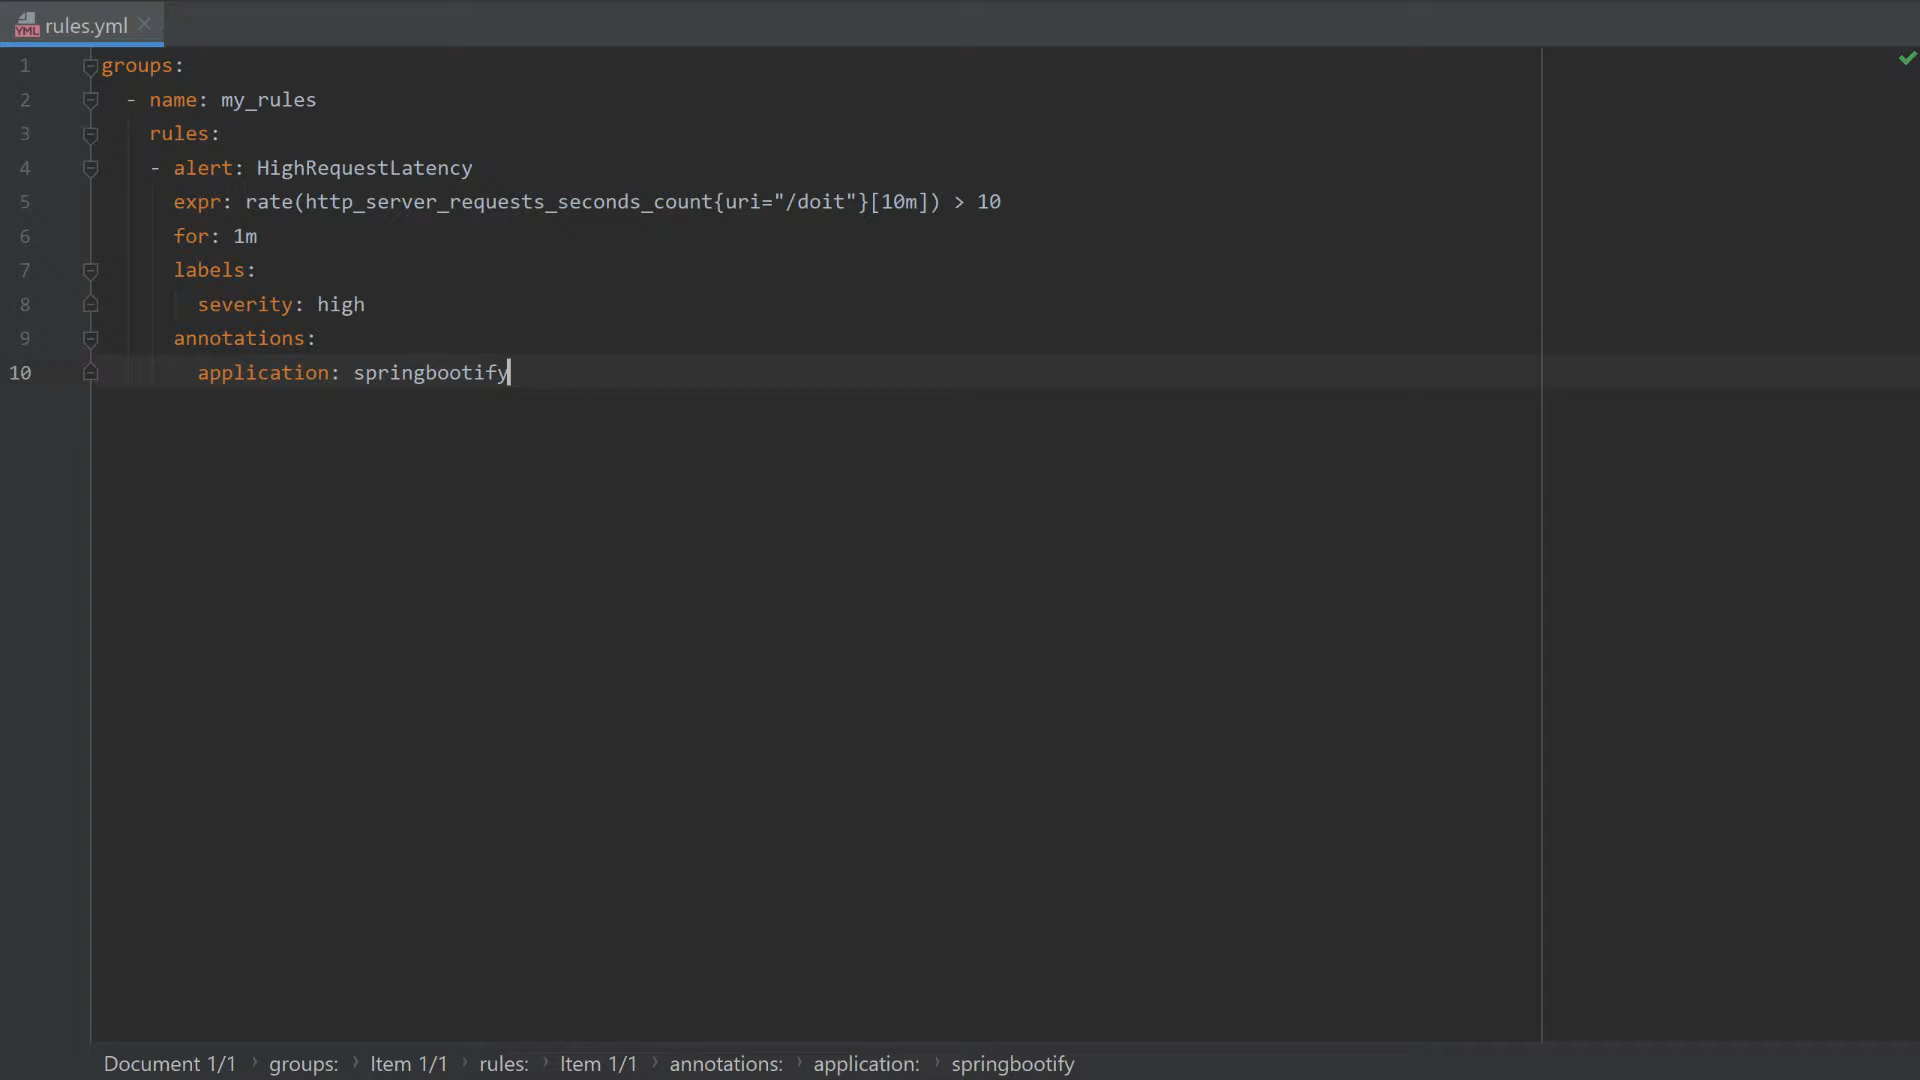 YML rules.yml
1 groups:
2 - name: my_rules
3 rules:
4 - alert: HighRequestLatency
5 expr: rate(http_server_requests_seconds_count{uri="/doit"}[10m]) > 10
6 for: 1m
7 labels:
8 severity: high
9 annotations:
10 application: springbootify
Document 1/1 › groups: › Item 1/1 › rules: › Item 1/1 › annotations: › application: › springbootify